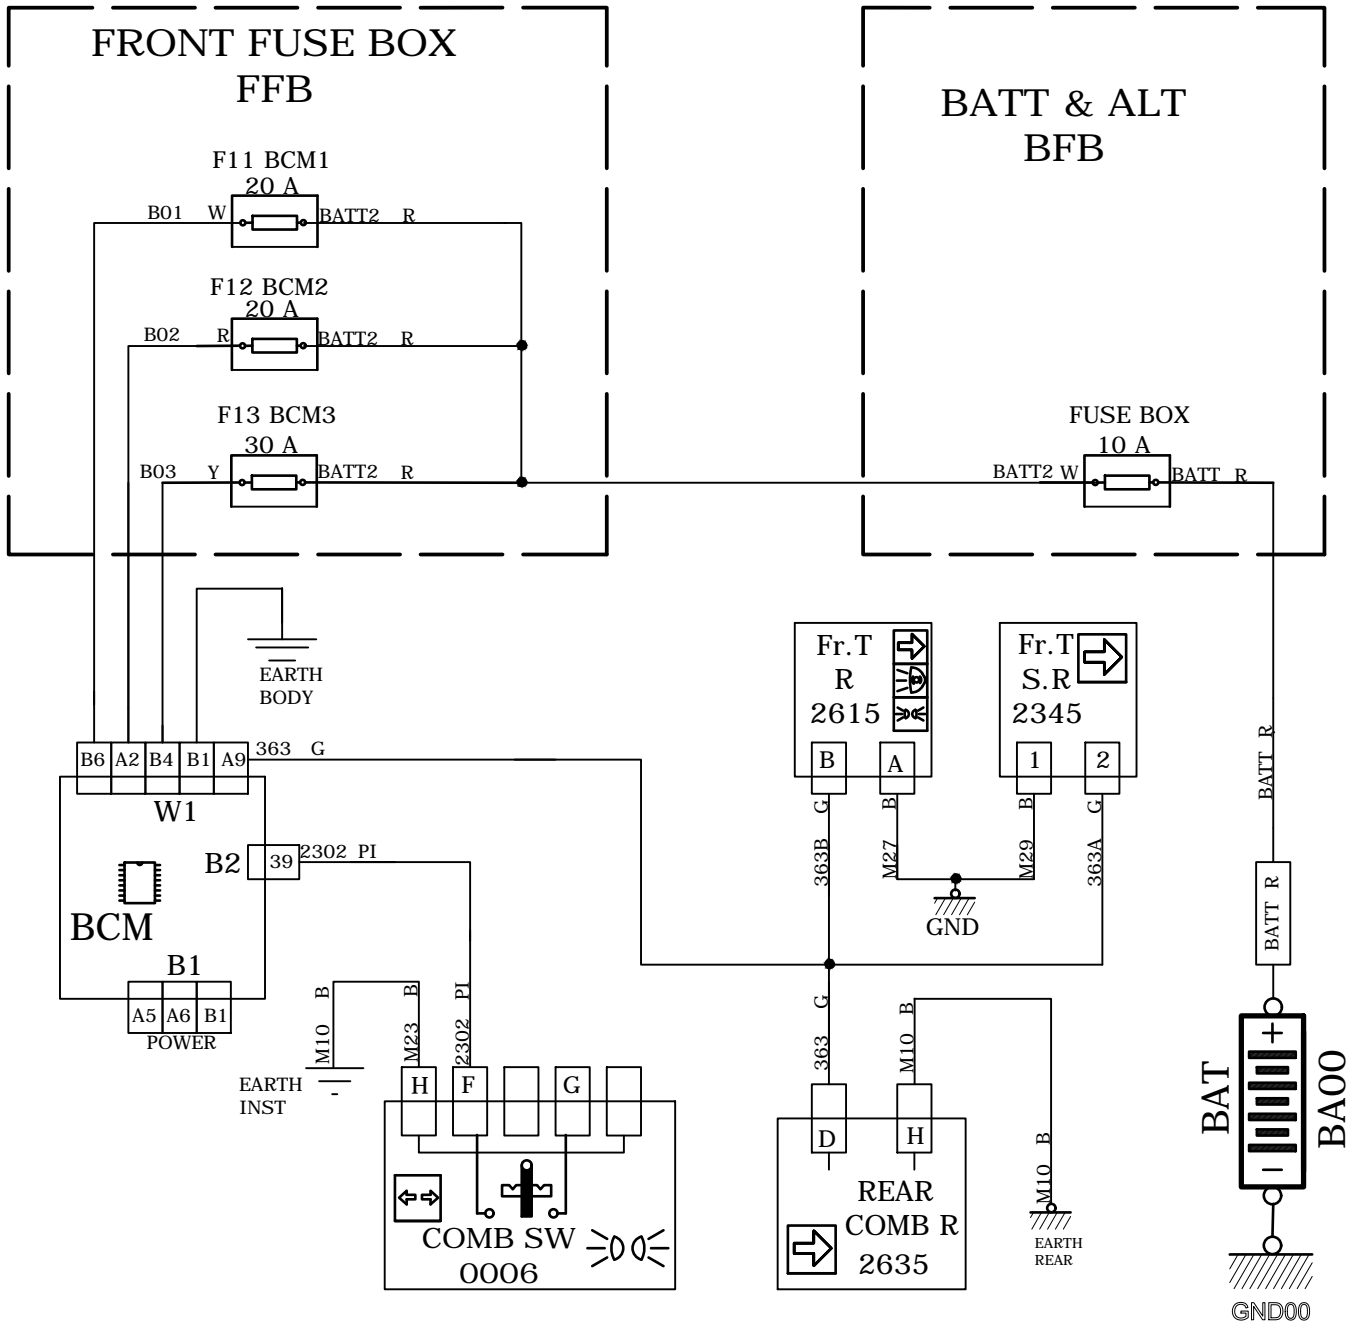 FRONT FUSE BOX
FFB
BATT & ALT
BFB
F11 BCM1
20 A
B01 W
BATT2 R
F12 BCM2
20 A
B02 R
BATT2 R
F13 BCM3
30 A
B03 Y
BATT2 R
FUSE BOX
10 A
BATT2 W
BATT R
EARTH
BODY
Fr.T
R
2615
Fr.T
S.R
2345
B6 A2 B4 B1 A9
363 G
W1
B A
1 2
BATT R
G
363B
B
M27
B
M29
G
363A
B2 39
2302 PI
BCM
GND
BATT R
B1
A5 A6 B1
POWER
M10 B
M23 B
2302 PI
363 G
M10 B
EARTH
INST
H F G
COMB SW
0006
D H
REAR
COMB R
2635
M10 B
EARTH
REAR
BAT
+
−
BA00
GND00